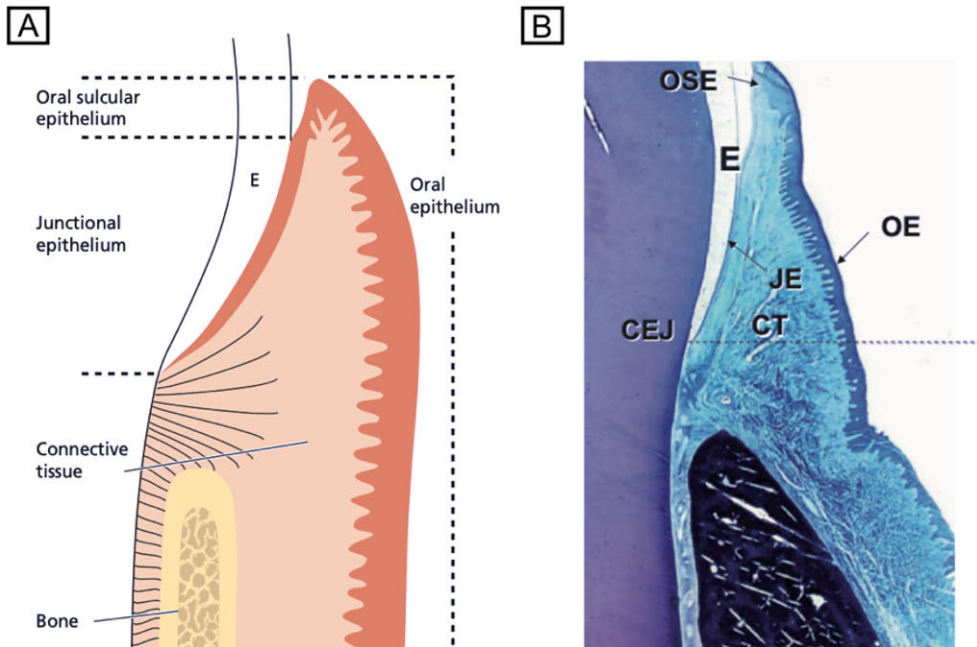 A
Oral sulcular
epithelium
E
Junctional
epithelium
Oral
epithelium
Connective
tissue
Bone
B
OSE
E
OE
JE
CEJ
CT